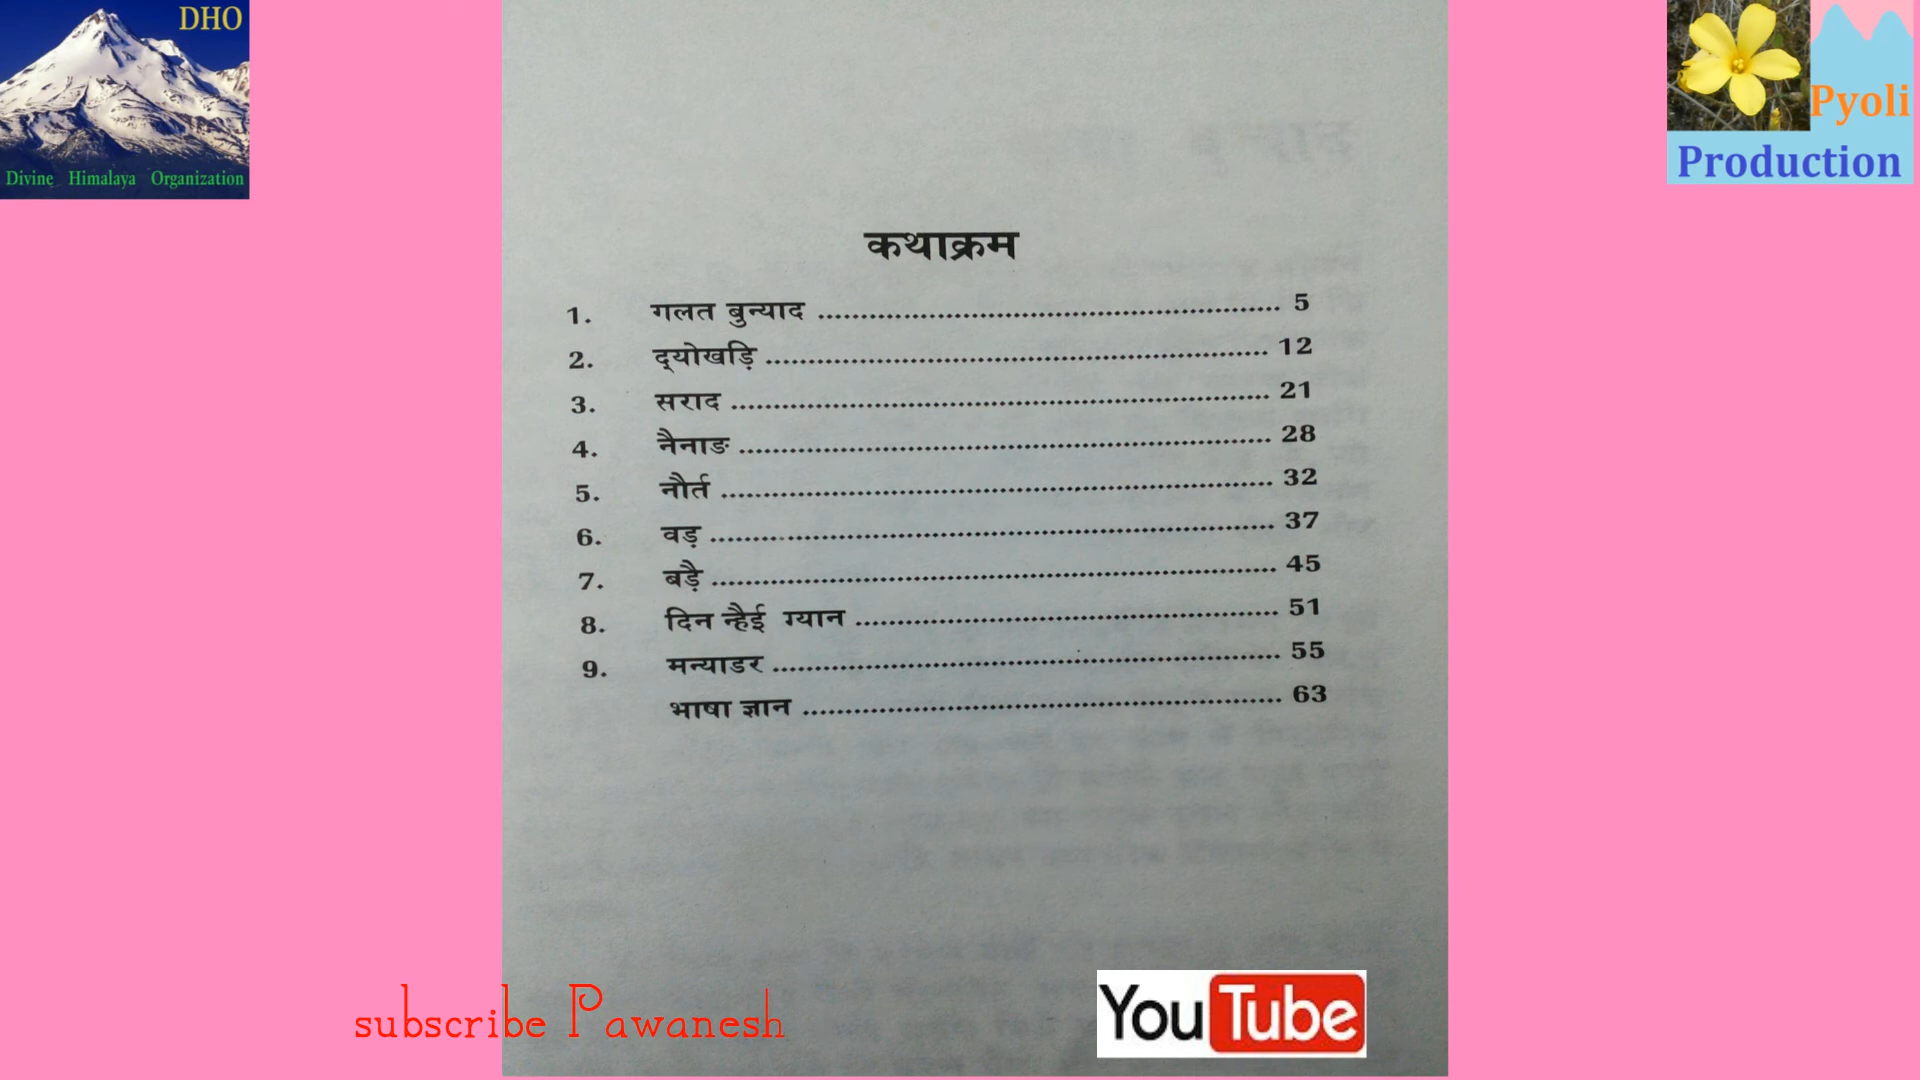 DHO
Divine Himalaya Organization
Pyoli
Production
कथाक्रम
1. गलत बुन्याद ........ 5
2. द्‌योखड़ि ........ 12
3. सराद ........ 21
4. नैनाङ ........ 28
5. नौर्त ........ 32
6. वड़ ........ 37
7. बड़ै ........ 45
8. दिन न्हैई ग्यान ........ 51
9. मन्याडर ........ 55
भाषा ज्ञान ........ 63
subscribe Pawanesh
YouTube